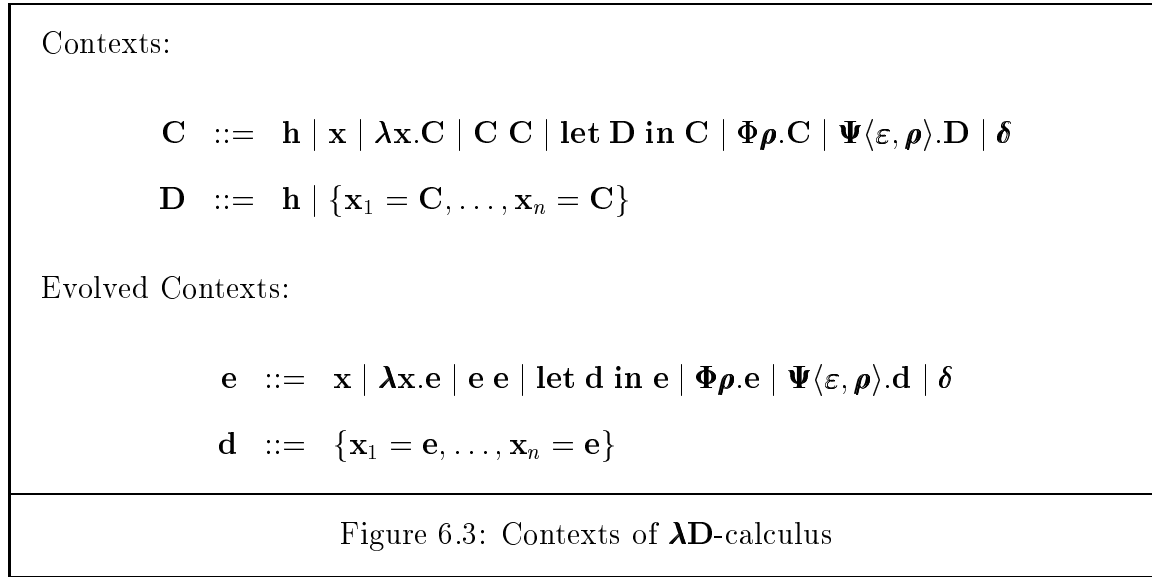 Contexts:
C ::= h | x | λx.C | C C | let D in C | Φρ.C | Ψ⟨ε, ρ⟩.D | δ
D ::= h | {x₁ = C, . . . , xₙ = C}
Evolved Contexts:
e ::= x | λx.e | e e | let d in e | Φρ.e | Ψ⟨ε, ρ⟩.d | δ
d ::= {x₁ = e, . . . , xₙ = e}
Figure 6.3: Contexts of λD-calculus